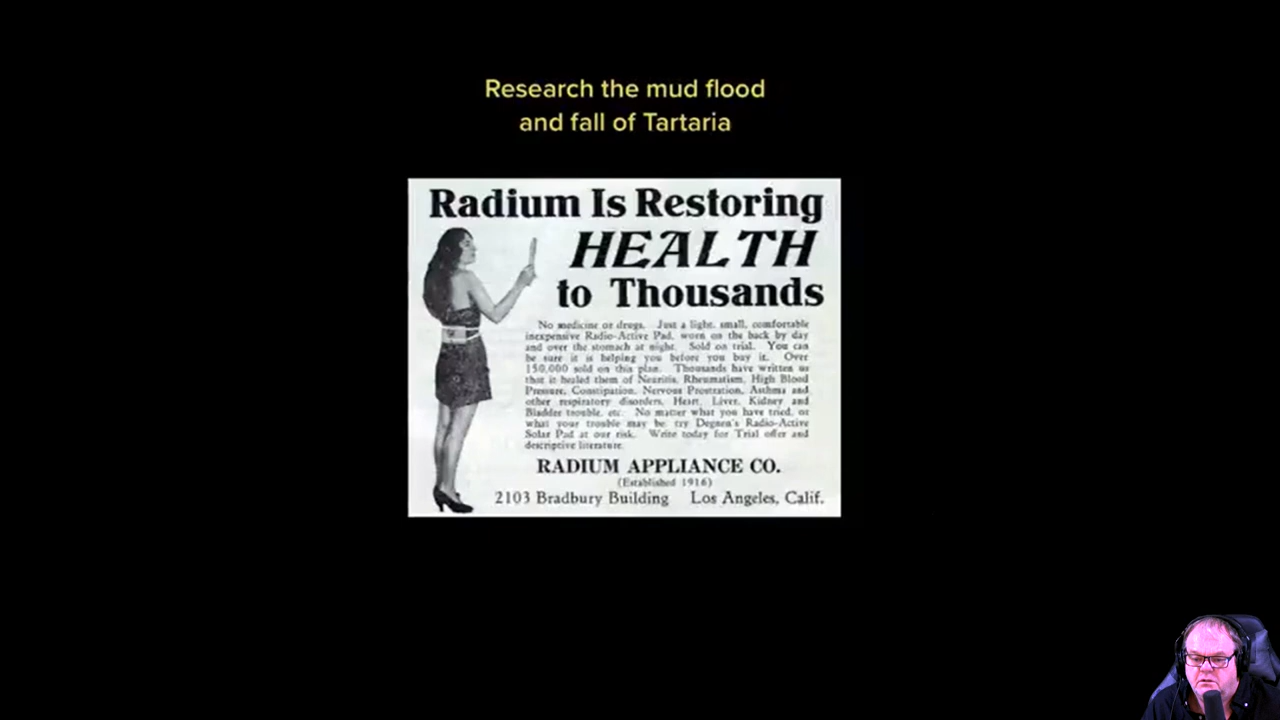 Research the mud flood
and fall of Tartaria
Radium Is Restoring
HEALTH
to Thousands
No medicine or drugs. Just a light, small, comfortable
inexpensive Radio-Active Pad, worn on the back by day
and over the stomach at night. Sold on trial. You can
be sure it is helping you before you buy it. Over
150,000 sold on this plan. Thousands have written us
that it healed them of Neuritis, Rheumatism, High Blood
Pressure, Constipation, Nervous Prostration, Asthma and
other respiratory disorders, Heart, Liver, Kidney and
Bladder trouble, etc. No matter what you have tried, or
what your trouble may be, try Degnen's Radio-Active
Solar Pad at our risk. Write today for Trial offer and
descriptive literature.
RADIUM APPLIANCE CO.
(Established 1916)
2103 Bradbury Building Los Angeles, Calif.